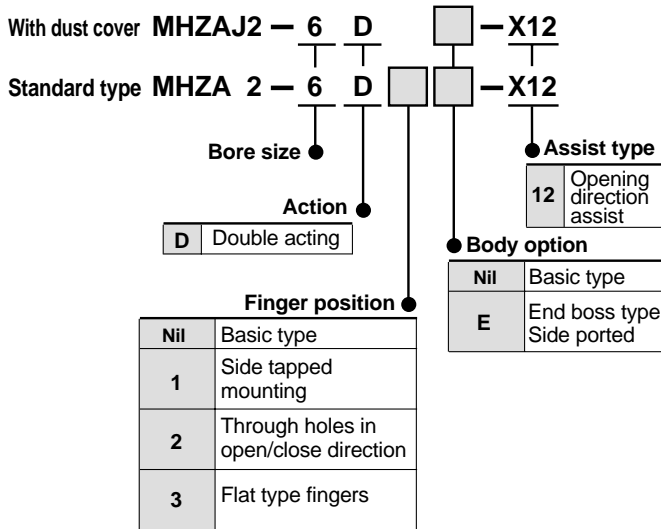 With dust cover MHZAJ2 — 6 D — X12
Standard type MHZA 2 — 6 D — X12
Bore size
Assist type
12 Opening
direction
assist
Action
D Double acting
Body option
Nil Basic type
E End boss type
Side ported
Finger position
Nil Basic type
1 Side tapped
mounting
2 Through holes in
open/close direction
3 Flat type fingers